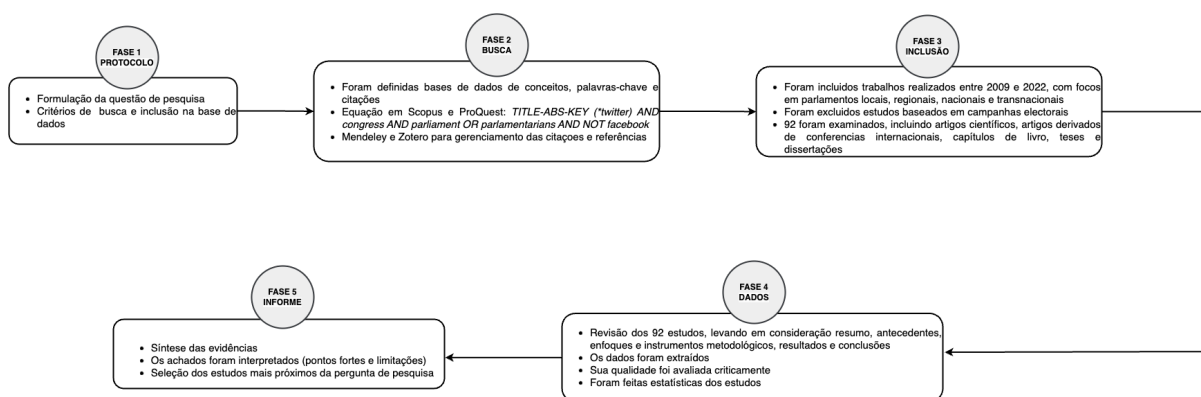 FASE 1
PROTOCOLO
• Formulação da questão de pesquisa
• Critérios de busca e inclusão na base de
dados
FASE 2
BUSCA
• Foram definidas bases de dados de conceitos, palavras-chave e
citações
• Equação em Scopus e ProQuest: TITLE-ABS-KEY (*twitter) AND
congress AND parliament OR parlamentarians AND NOT facebook
• Mendeley e Zotero para gerenciamento das citaçoes e referências
FASE 3
INCLUSÃO
• Foram incluidos trabalhos realizados entre 2009 e 2022, com focos
em parlamentos locais, regionais, nacionais e transnacionais
• Foram excluidos estudos baseados em campanhas electorais
• 92 foram examinados, incluindo artigos científicos, artigos derivados
de conferencias internacionais, capítulos de livro, teses e
dissertações
FASE 4
DADOS
• Revisão dos 92 estudos, levando em consideração resumo, antecedentes,
enfoques e instrumentos metodológicos, resultados e conclusões
• Os dados foram extraídos
• Sua qualidade foi avaliada criticamente
• Foram feitas estatísticas dos estudos
FASE 5
INFORME
• Síntese das evidências
• Os achados foram interpretados (pontos fortes e limitações)
• Seleção dos estudos mais próximos da pergunta de pesquisa